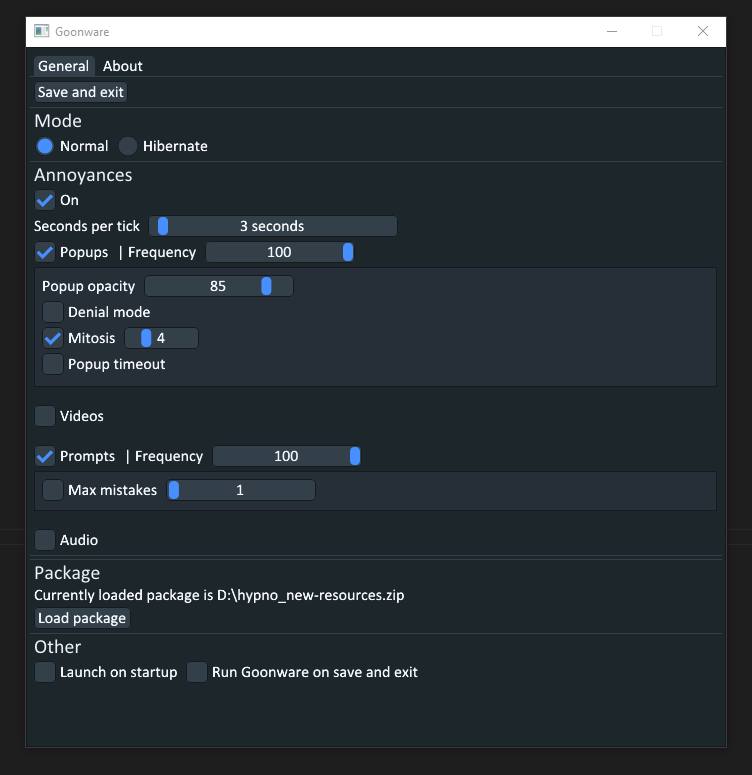 Goonware
General About
Save and exit
Mode
Normal Hibernate
Annoyances
On
Seconds per tick 3 seconds
Popups | Frequency 100
Popup opacity 85
Denial mode
Mitosis 4
Popup timeout
Videos
Prompts | Frequency 100
Max mistakes 1
Audio
Package
Currently loaded package is D:\hypno_new-resources.zip
Load package
Other
Launch on startup Run Goonware on save and exit